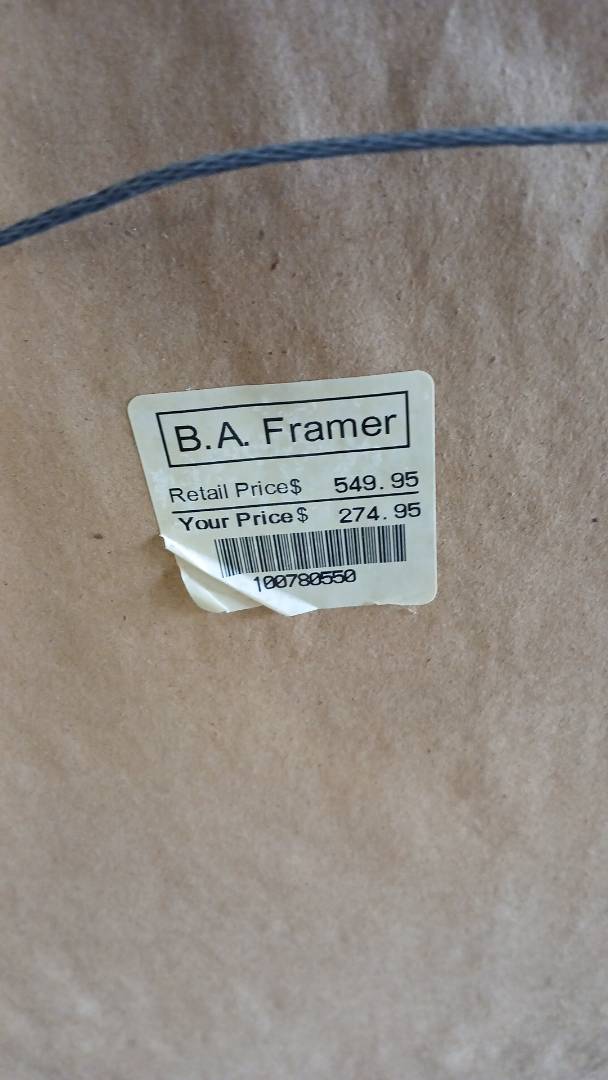 B.A. Framer
Retail Price$ 549.95
Your Price$ 274.95
100780550